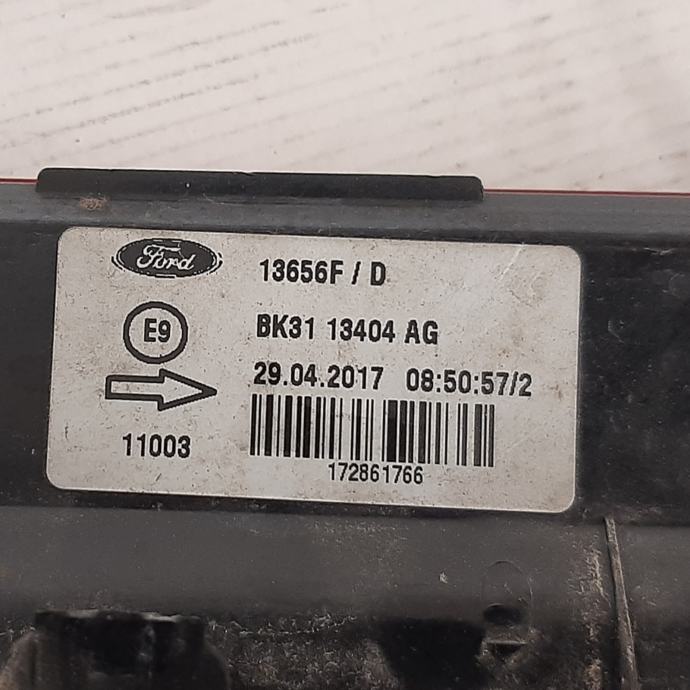 Ford
13656F / D
E9
BK31 13404 AG
29.04.2017 08:50:57/2
11003
172861766